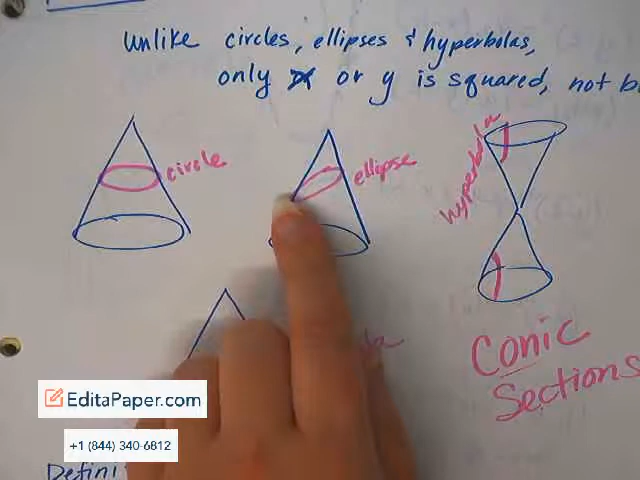 Unlike circles, ellipses & hyperbolas,
only x or y is squared, not b
circle
ellipse
hyperbola
Conic
Sections
EditaPaper.com
+1 (844) 340-6812
Defini